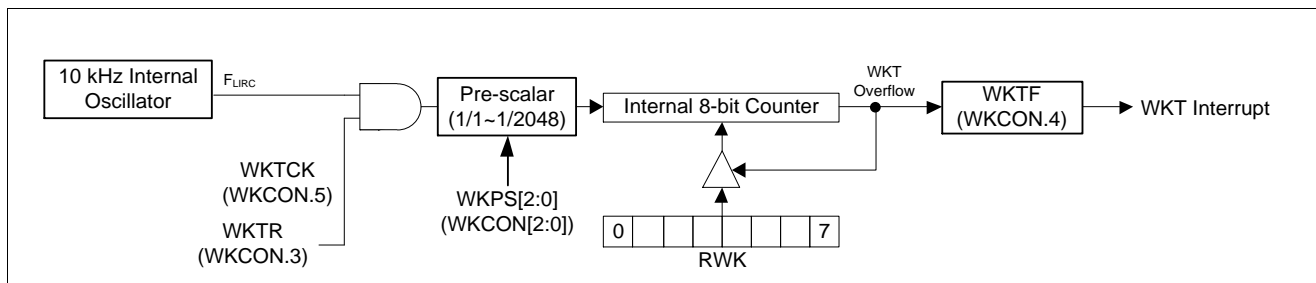 10 kHz Internal
Oscillator
FLIRC
Pre-scalar
(1/1~1/2048)
Internal 8-bit Counter
WKT
Overflow
WKTF
(WKCON.4)
WKT Interrupt
WKTCK
(WKCON.5)
WKTR
(WKCON.3)
WKPS[2:0]
(WKCON[2:0])
0 7
RWK